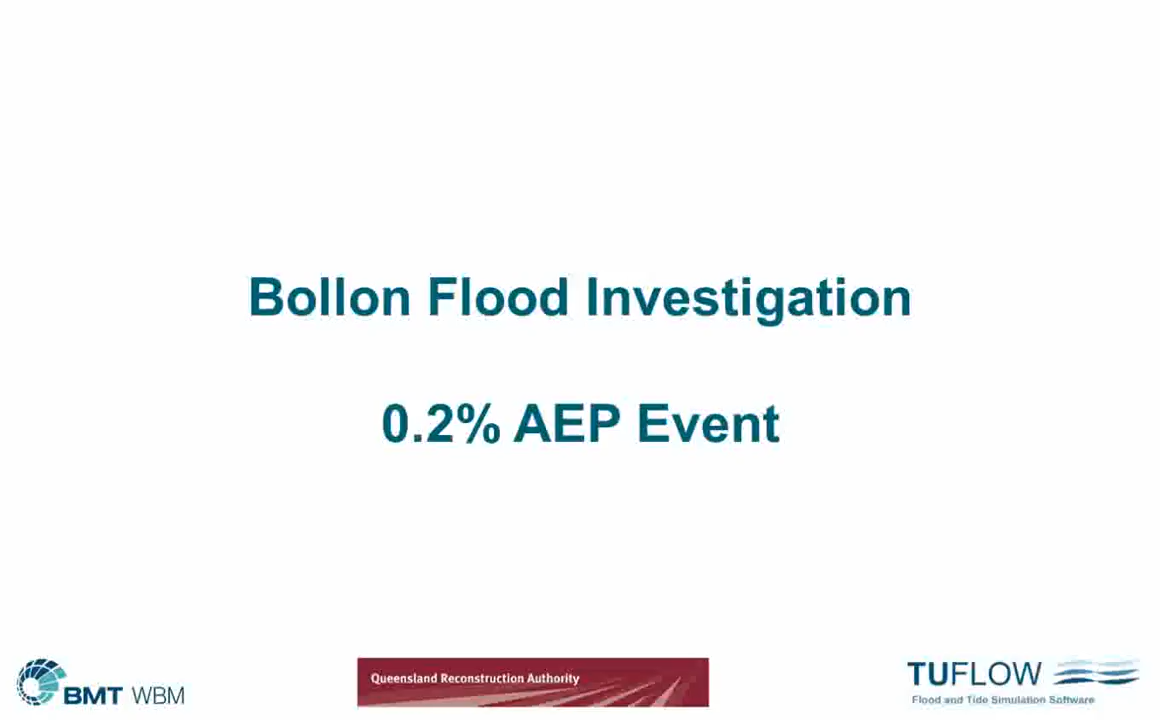 Bollon Flood Investigation
0.2% AEP Event
BMT WBM
Queensland Reconstruction Authority
TUFLOW
Flood and Tide Simulation Software